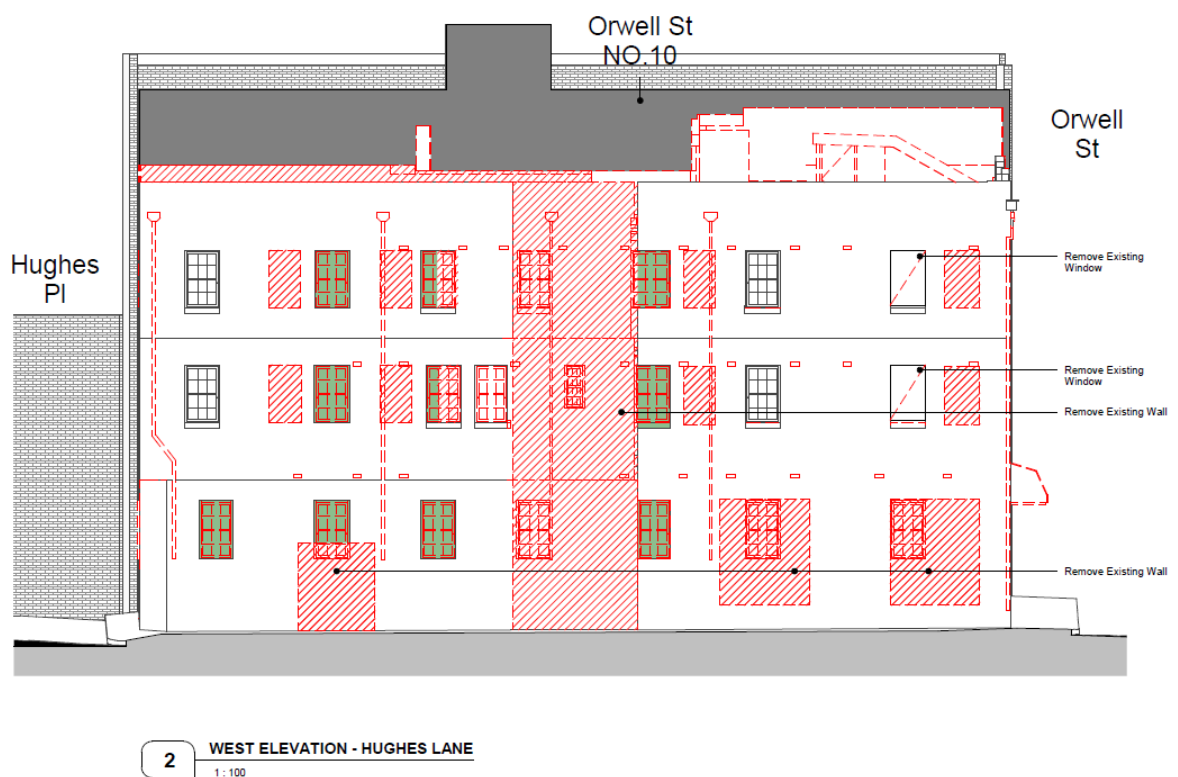 Orwell St
NO.10
Orwell
St
Hughes
Pl
Remove Existing
Window
Remove Existing
Window
Remove Existing Wall
Remove Existing Wall
2
WEST ELEVATION - HUGHES LANE
1 : 100